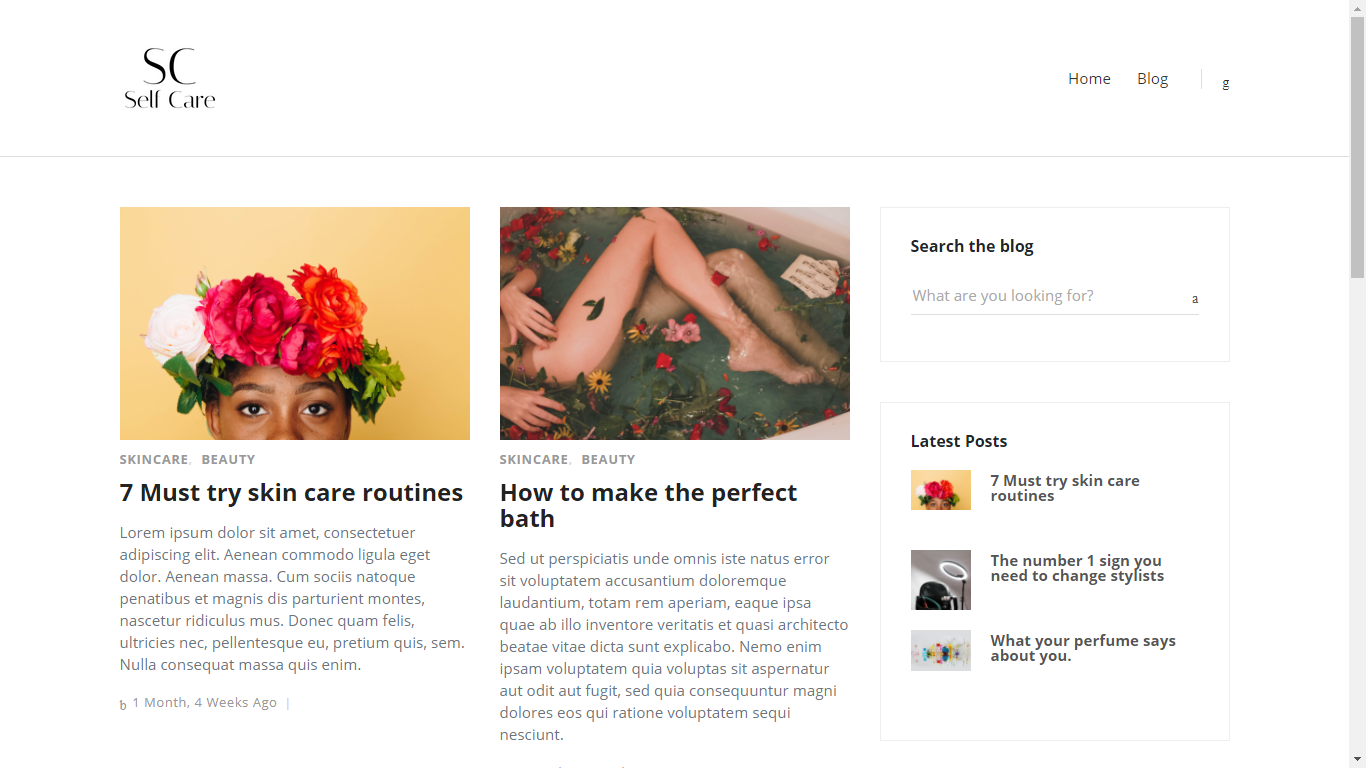 SC
Self Care
Home
Blog
g
SKINCARE, BEAUTY
7 Must try skin care routines
Lorem ipsum dolor sit amet, consectetuer
adipiscing elit. Aenean commodo ligula eget
dolor. Aenean massa. Cum sociis natoque
penatibus et magnis dis parturient montes,
nascetur ridiculus mus. Donec quam felis,
ultricies nec, pellentesque eu, pretium quis, sem.
Nulla consequat massa quis enim.
b 1 Month, 4 Weeks Ago |
SKINCARE, BEAUTY
How to make the perfect
bath
Sed ut perspiciatis unde omnis iste natus error
sit voluptatem accusantium doloremque
laudantium, totam rem aperiam, eaque ipsa
quae ab illo inventore veritatis et quasi architecto
beatae vitae dicta sunt explicabo. Nemo enim
ipsam voluptatem quia voluptas sit aspernatur
aut odit aut fugit, sed quia consequuntur magni
dolores eos qui ratione voluptatem sequi
nesciunt.
Search the blog
What are you looking for?
a
Latest Posts
7 Must try skin care
routines
The number 1 sign you
need to change stylists
What your perfume says
about you.